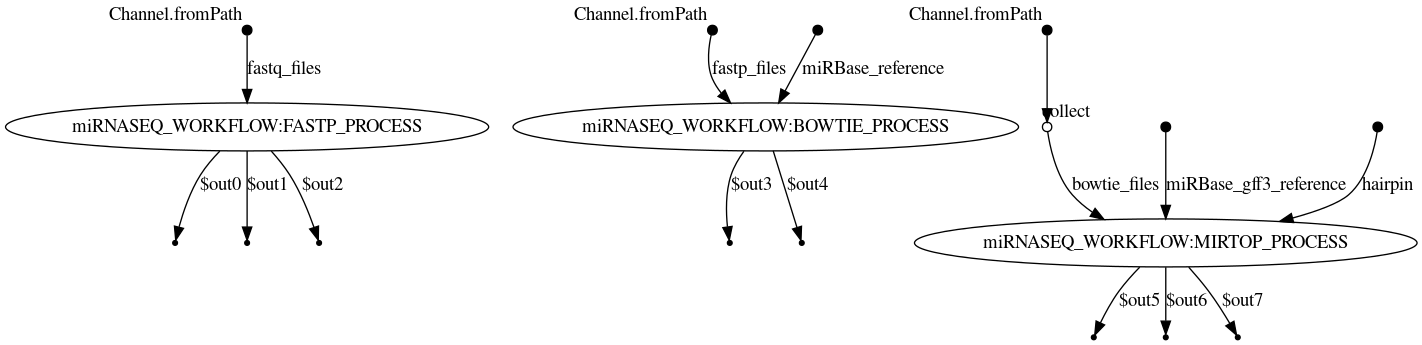 Channel.fromPath
Channel.fromPath
Channel.fromPath
fastq_files
fastp_files
miRBase_reference
collect
miRNASEQ_WORKFLOW:FASTP_PROCESS
miRNASEQ_WORKFLOW:BOWTIE_PROCESS
$out0
$out1
$out2
$out3
$out4
bowtie_files
miRBase_gff3_reference
hairpin
miRNASEQ_WORKFLOW:MIRTOP_PROCESS
$out5
$out6
$out7